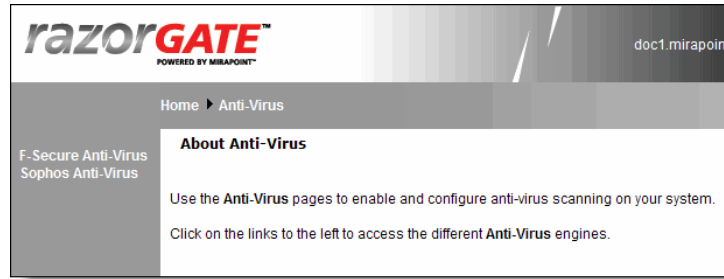 razorGATE™
POWERED BY MIRAPOINT™
doc1.mirapoin
Home Anti-Virus
F-Secure Anti-Virus
Sophos Anti-Virus
About Anti-Virus
Use the Anti-Virus pages to enable and configure anti-virus scanning on your system.
Click on the links to the left to access the different Anti-Virus engines.